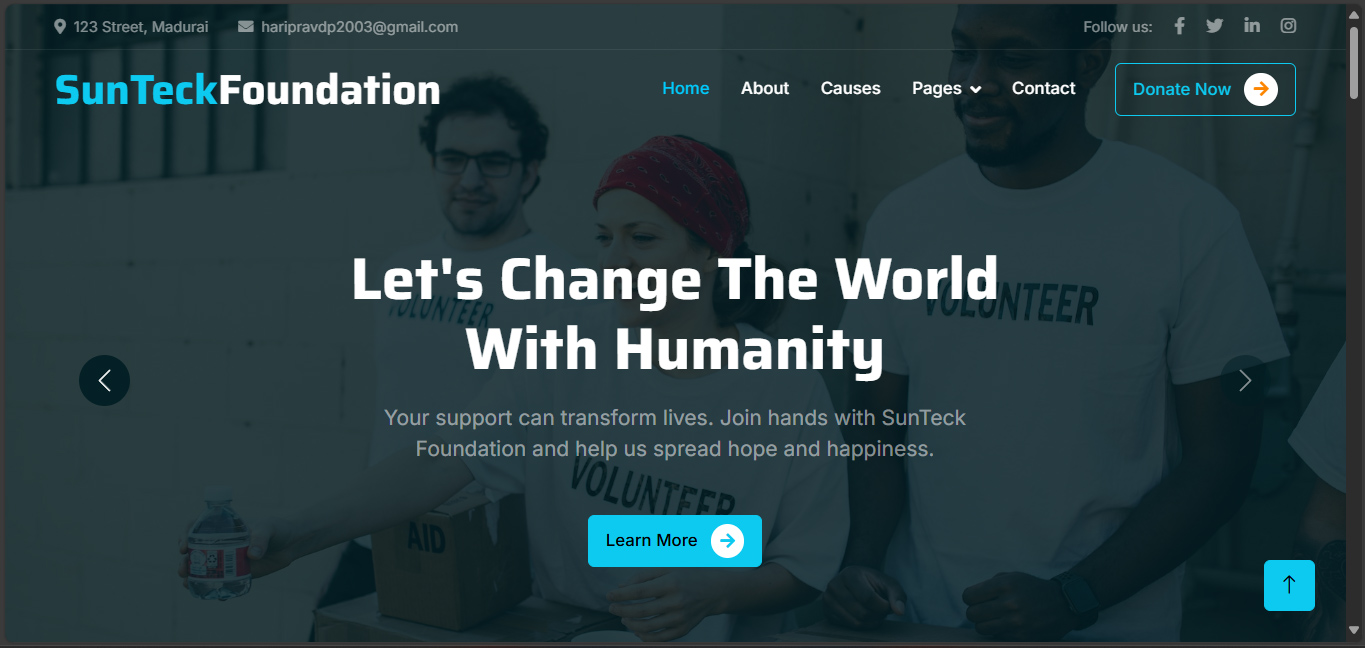 123 Street, Madurai haripravdp2003@gmail.com Follow us:
SunTeckFoundation Home About Causes Pages Contact Donate Now
Let's Change The World
VOLUNTEER VOLUNTEER
With Humanity
Your support can transform lives. Join hands with SunTeck
Foundation and help us spread hope and happiness.
VOLUNTEER
AID
Learn More